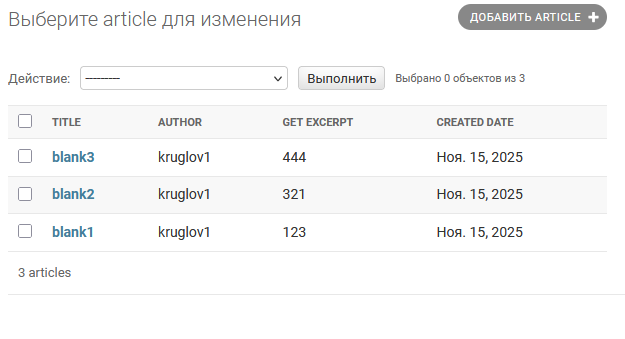 Выберите article для изменения
ДОБАВИТЬ ARTICLE +
Действие: --------- Выполнить Выбрано 0 объектов из 3
TITLE AUTHOR GET EXCERPT CREATED DATE
blank3 kruglov1 444 Ноя. 15, 2025
blank2 kruglov1 321 Ноя. 15, 2025
blank1 kruglov1 123 Ноя. 15, 2025
3 articles